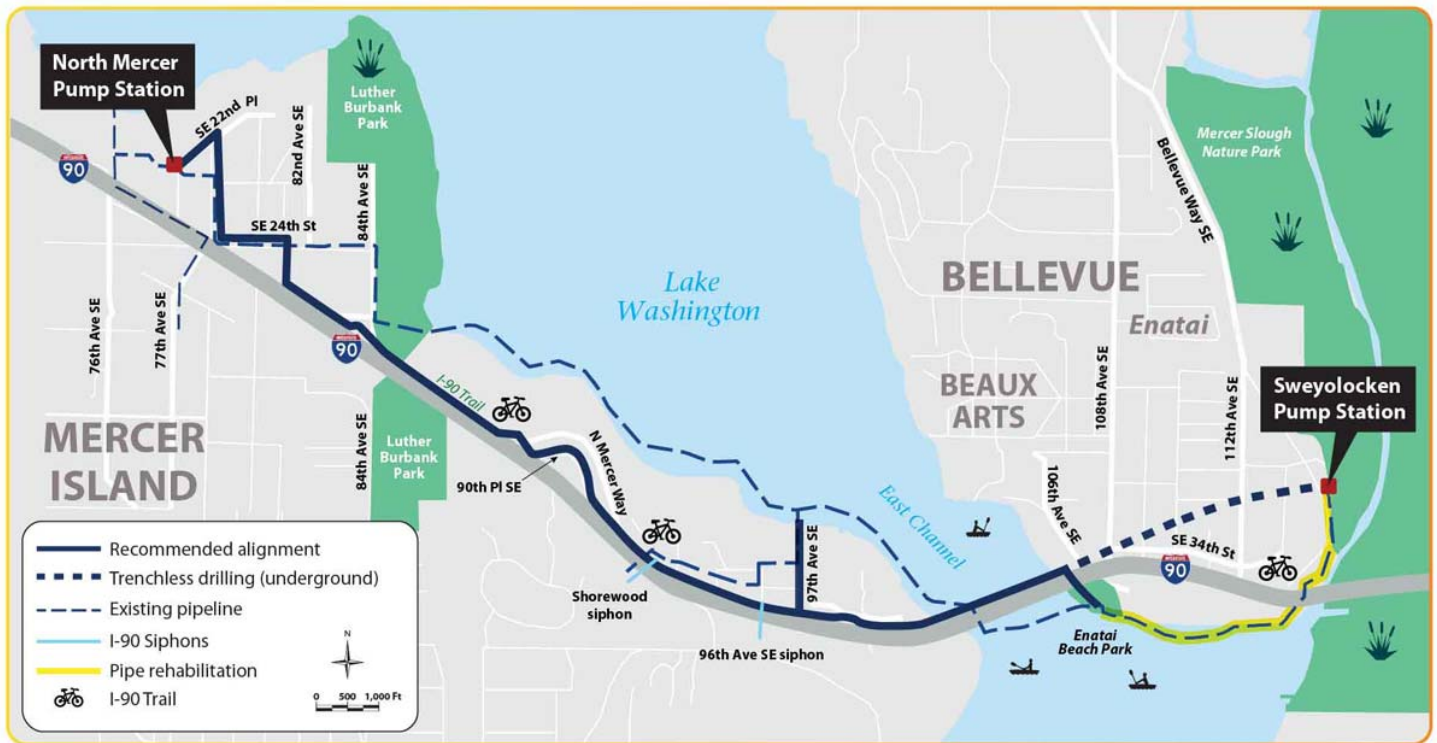 North Mercer
Pump Station
SE 22nd Pl
82nd Ave SE
Luther
Burbank
Park
INTERSTATE
90
SE 24th St
84th Ave SE
76th Ave SE
77th Ave SE
INTERSTATE
90
I-90 Trail
MERCER
ISLAND
84th Ave SE
Luther
Burbank
Park
90th Pl SE
N Mercer Way
Shorewood
siphon
97th Ave SE
96th Ave SE siphon
Lake
Washington
East Channel
Mercer Slough
Nature Park
Bellevue Way SE
BELLEVUE
Enatai
BEAUX
ARTS
108th Ave SE
112th Ave SE
106th Ave SE
Sweyolocken
Pump Station
SE 34th St
INTERSTATE
90
Enatai
Beach Park
Recommended alignment
Trenchless drilling (underground)
Existing pipeline
I-90 Siphons
Pipe rehabilitation
I-90 Trail
N
0 500 1,000 Ft